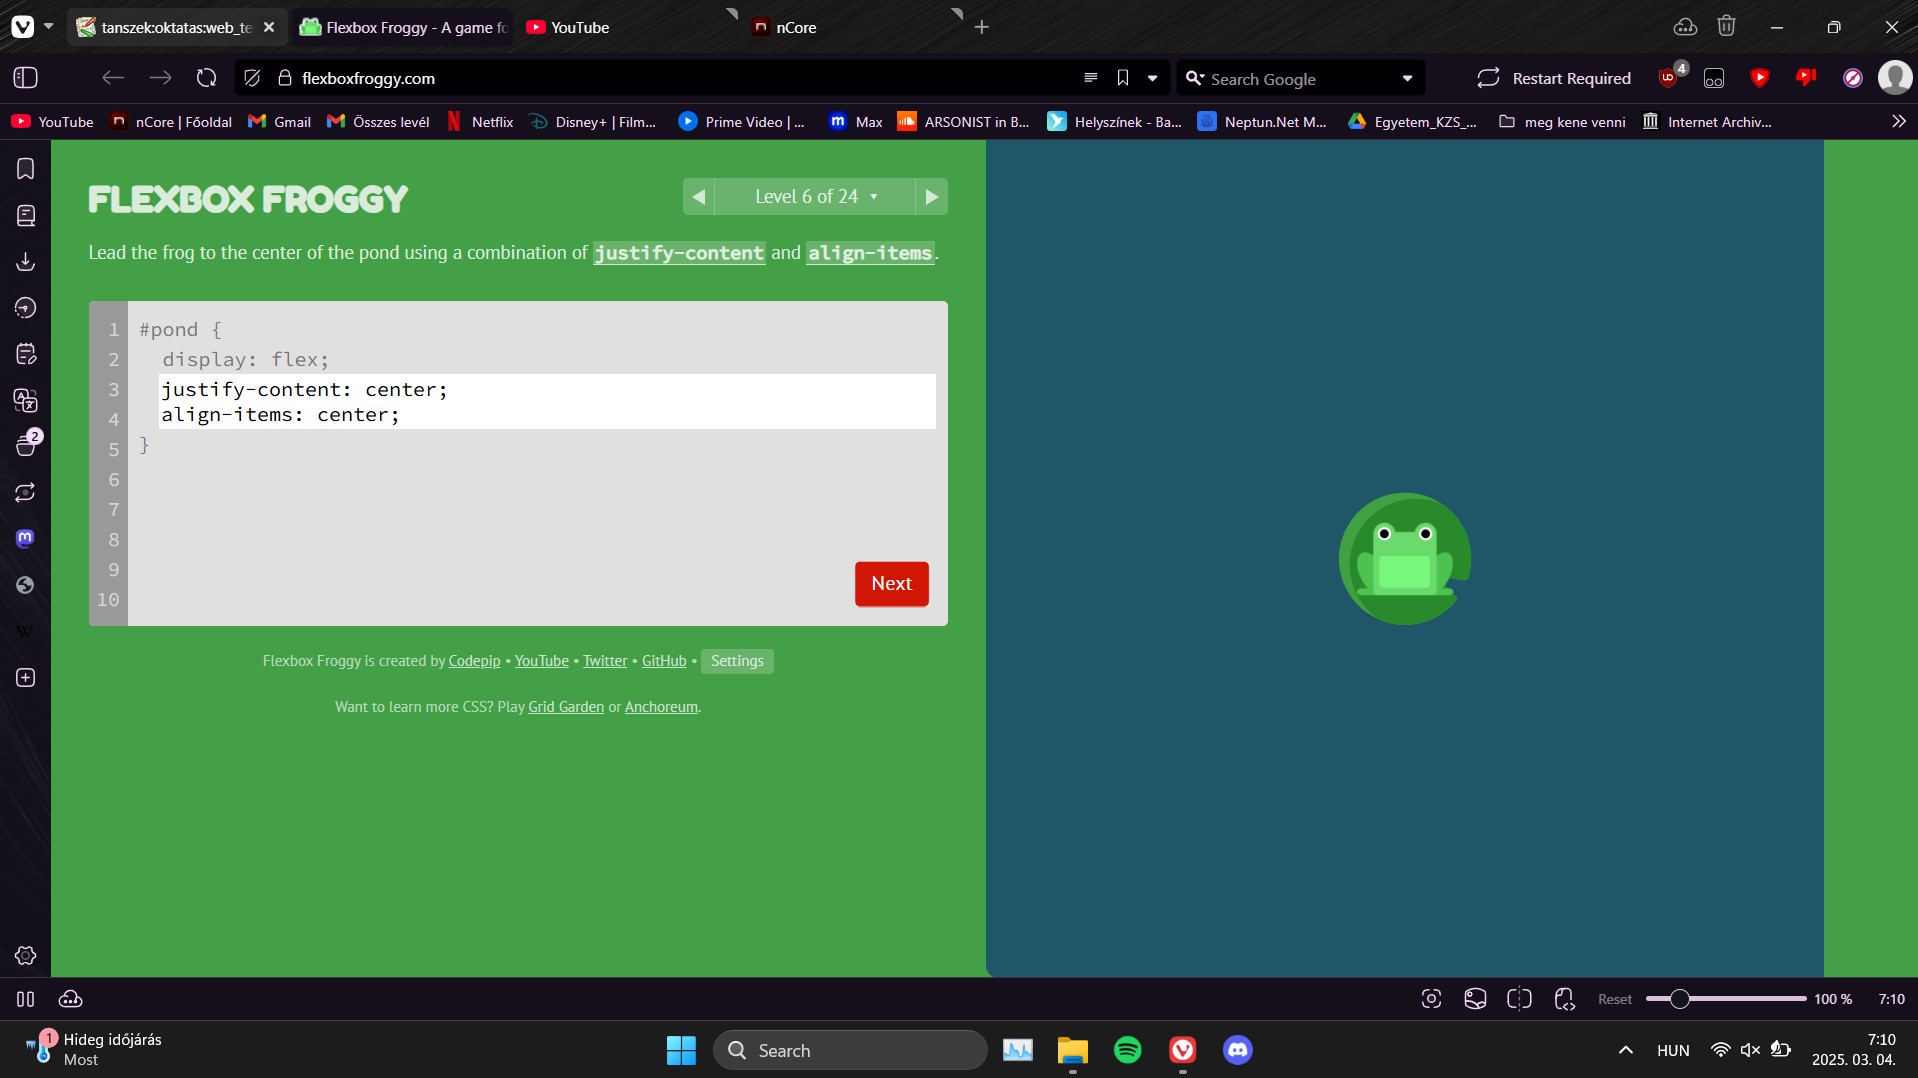 tanszek:oktatas:web_te
Flexbox Froggy - A game fo
YouTube
nCore
flexboxfroggy.com
Search Google
Restart Required
4
YouTube
nCore | Főoldal
Gmail
Összes levél
Netflix
Disney+ | Film...
Prime Video | ...
Max
ARSONIST in B...
Helyszínek - Ba...
Neptun.Net M...
Egyetem_KZS_...
meg kene venni
Internet Archiv...
FLEXBOX FROGGY
Level 6 of 24
Lead the frog to the center of the pond using a combination of justify-content and align-items.
1 #pond {
2 display: flex;
3 justify-content: center;
4 align-items: center;
5 }
6
7
8
9
10
Next
Flexbox Froggy is created by Codepip • YouTube • Twitter • GitHub • Settings
Want to learn more CSS? Play Grid Garden or Anchoreum.
2
W
Reset
100 %
7:10
1
Hideg időjárás
Most
Search
HUN
7:10
2025. 03. 04.